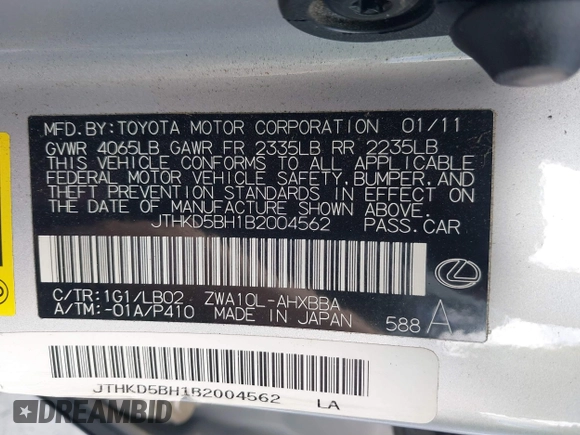 MFD. BY: TOYOTA MOTOR CORPORATION 01/11
GVWR 4065LB GAWR FR 2335LB RR 2235LB
THIS VEHICLE CONFORMS TO ALL APPLICABLE
FEDERAL MOTOR VEHICLE SAFETY, BUMPER, AND
THEFT PREVENTION STANDARDS IN EFFECT ON
THE DATE OF MANUFACTURE SHOWN ABOVE.
JTHKD5BH1B2004562 PASS. CAR
C/TR: 1G1/LB02 ZWA10L-AHXBBA
A/TM: -01A/P410 MADE IN JAPAN 588 A
JTHKD5BH1B2004562 LA
DREAMBID